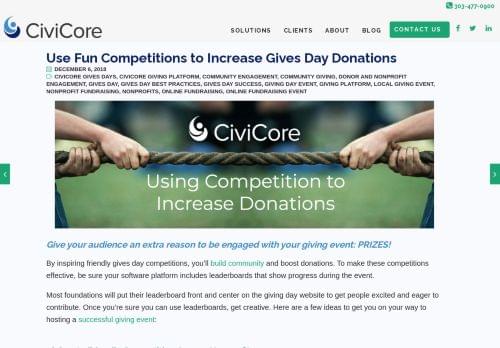 303-477-0900
CiviCore
SOLUTIONS CLIENTS ABOUT BLOG CONTACT US
Use Fun Competitions to Increase Gives Day Donations
DECEMBER 6, 2018
CIVICORE GIVES DAYS, CIVICORE GIVING PLATFORM, COMMUNITY ENGAGEMENT, COMMUNITY GIVING, DONOR AND NONPROFIT
ENGAGEMENT, GIVES DAY, GIVES DAY BEST PRACTICES, GIVES DAY SUCCESS, GIVING DAY EVENT, GIVING PLATFORM, LOCAL GIVING EVENT,
NONPROFIT FUNDRAISING, NONPROFITS, ONLINE FUNDRAISING, ONLINE FUNDRAISING EVENT
CiviCore
Using Competition to
Increase Donations
Give your audience an extra reason to be engaged with your giving event: PRIZES!
By inspiring friendly gives day competitions, you'll build community and boost donations. To make these competitions
effective, be sure your software platform includes leaderboards that show progress during the event.
Most foundations will put their leaderboard front and center on the giving day website to get people excited and eager to
contribute. Once you're sure you can use leaderboards, get creative. Here are a few ideas to get you on your way to
hosting a successful giving event: